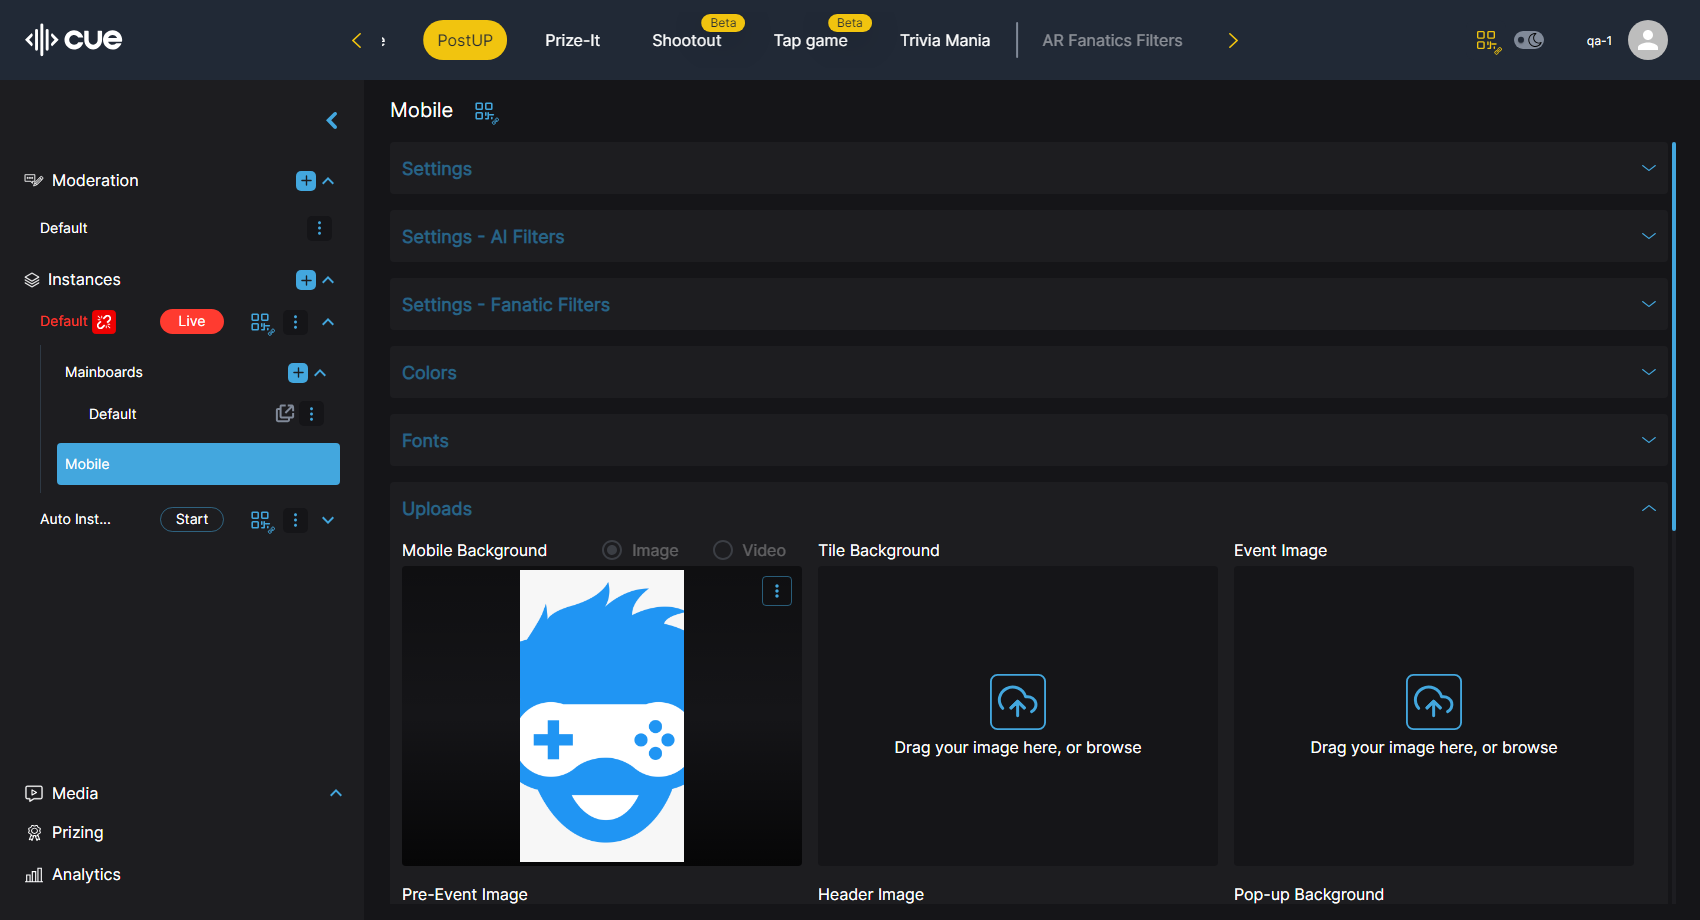 cue
PostUP
Prize-It
Shootout
Beta
Tap game
Beta
Trivia Mania
AR Fanatics Filters
qa-1
Moderation
Default
Instances
Default
Live
Mainboards
Default
Mobile
Auto Inst...
Start
Media
Prizing
Analytics
Mobile
Settings
Settings - AI Filters
Settings - Fanatic Filters
Colors
Fonts
Uploads
Mobile Background
Image
Video
Tile Background
Drag your image here, or browse
Event Image
Drag your image here, or browse
Pre-Event Image
Header Image
Pop-up Background